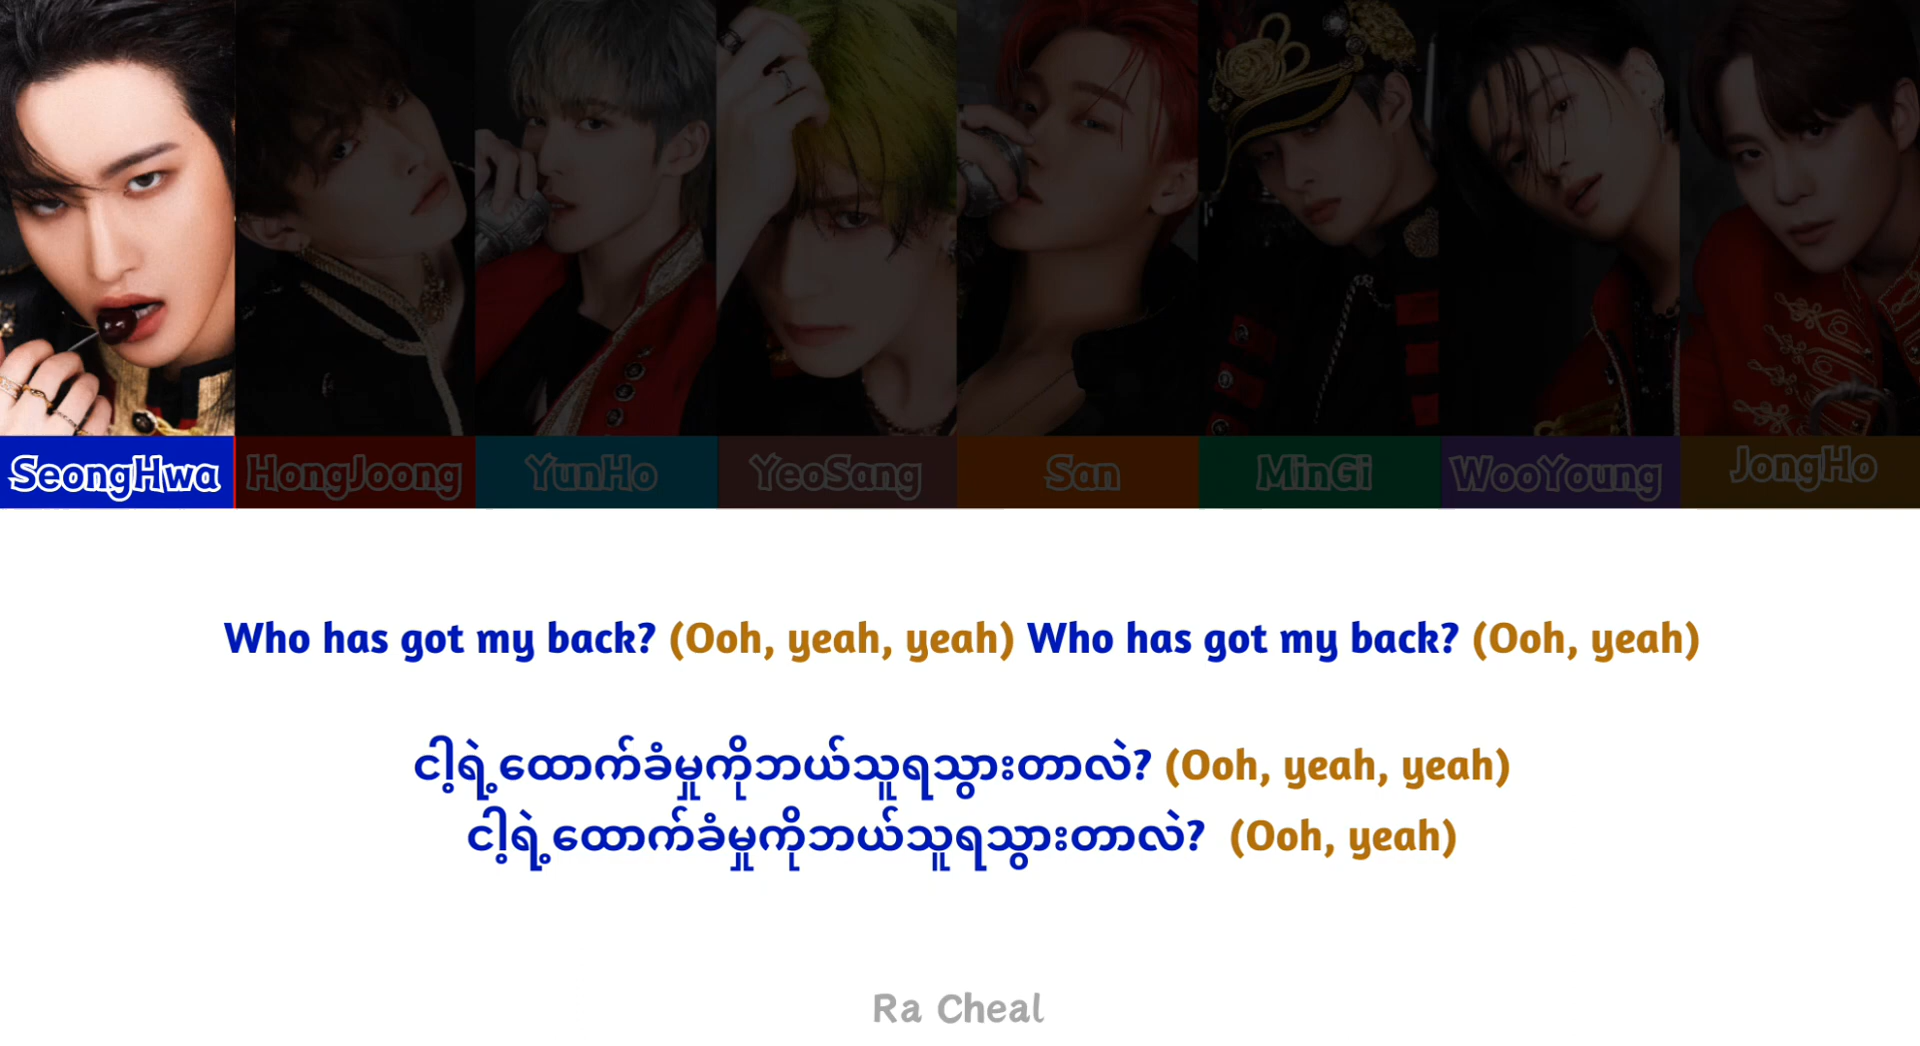 SeongHwa HongJoong YunHo YeoSang San MinGi WooYoung JongHo
Who has got my back? (Ooh, yeah, yeah) Who has got my back? (Ooh, yeah)
ငါ့ရဲ့ထောက်ခံမှုကိုဘယ်သူရသွားတာလဲ? (Ooh, yeah, yeah)
ငါ့ရဲ့ထောက်ခံမှုကိုဘယ်သူရသွားတာလဲ? (Ooh, yeah)
Ra Cheal